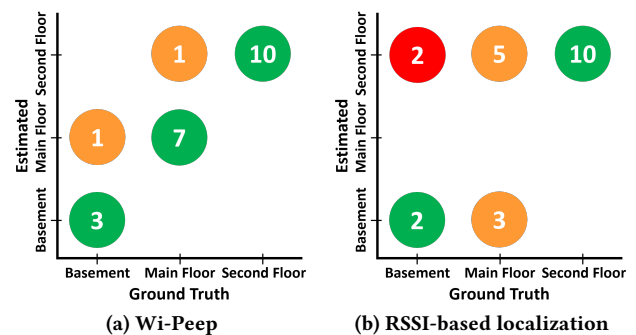 Estimated
Second Floor
Main Floor
Basement
1
10
1
7
3
Basement
Main Floor
Second Floor
Ground Truth
(a) Wi-Peep
Estimated
Second Floor
Main Floor
Basement
2
5
10
2
3
Basement
Main Floor
Second Floor
Ground Truth
(b) RSSI-based localization